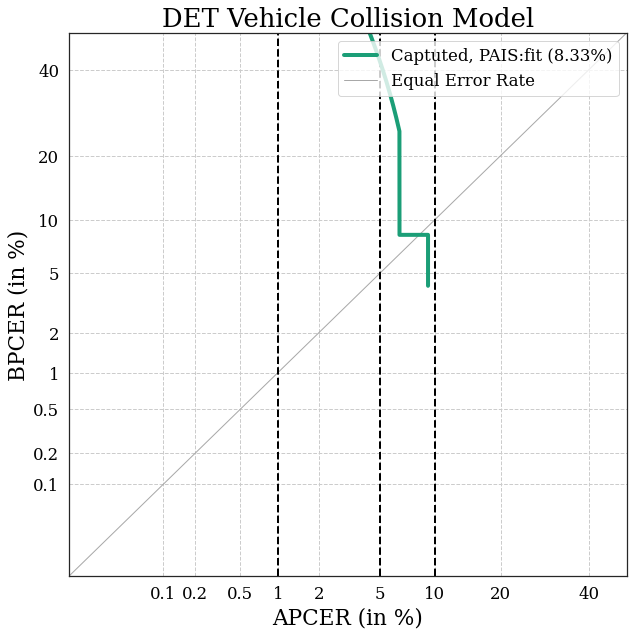 DET Vehicle Collision Model
Captuted, PAIS:fit (8.33%)
Equal Error Rate
BPCER (in %)
40
20
10
5
2
1
0.5
0.2
0.1
0.1 0.2 0.5 1 2 5 10 20 40
APCER (in %)